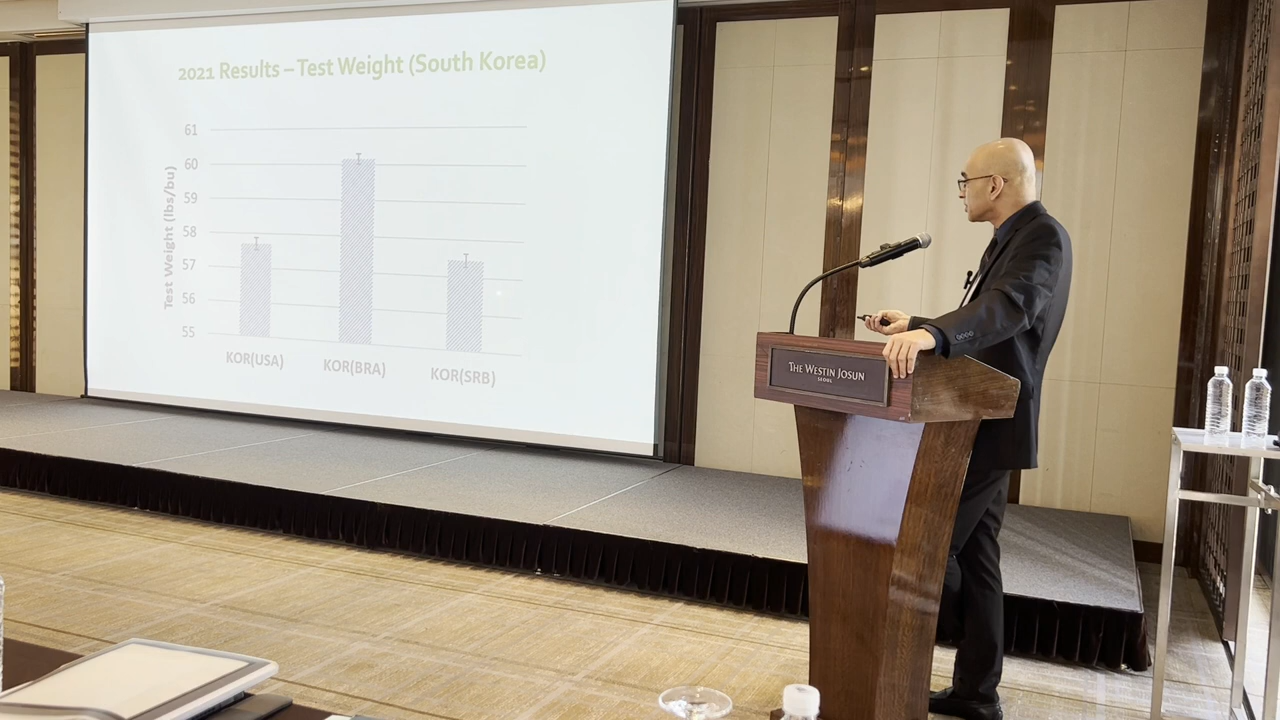 2021 Results – Test Weight (South Korea)
Test Weight (lbs/bu)
61
60
59
58
57
56
55
KOR(USA) KOR(BRA) KOR(SRB)
THE WESTIN JOSUN
SEOUL